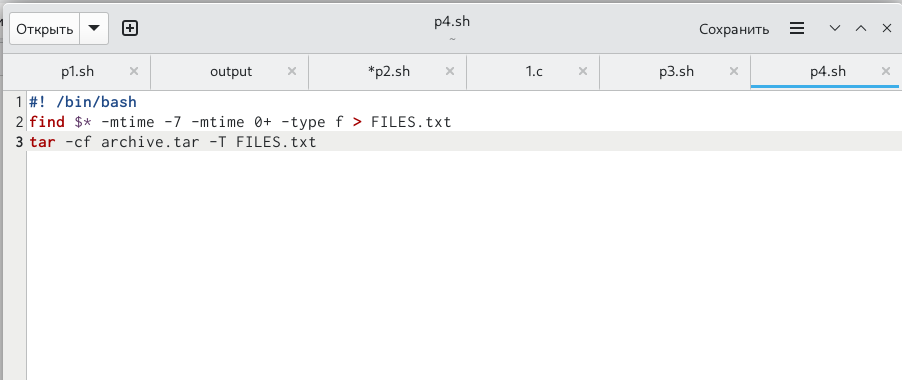 Открыть
p4.sh
~
Сохранить
p1.sh
output
*p2.sh
1.c
p3.sh
p4.sh
1 #! /bin/bash
2 find $* -mtime -7 -mtime 0+ -type f > FILES.txt
3 tar -cf archive.tar -T FILES.txt